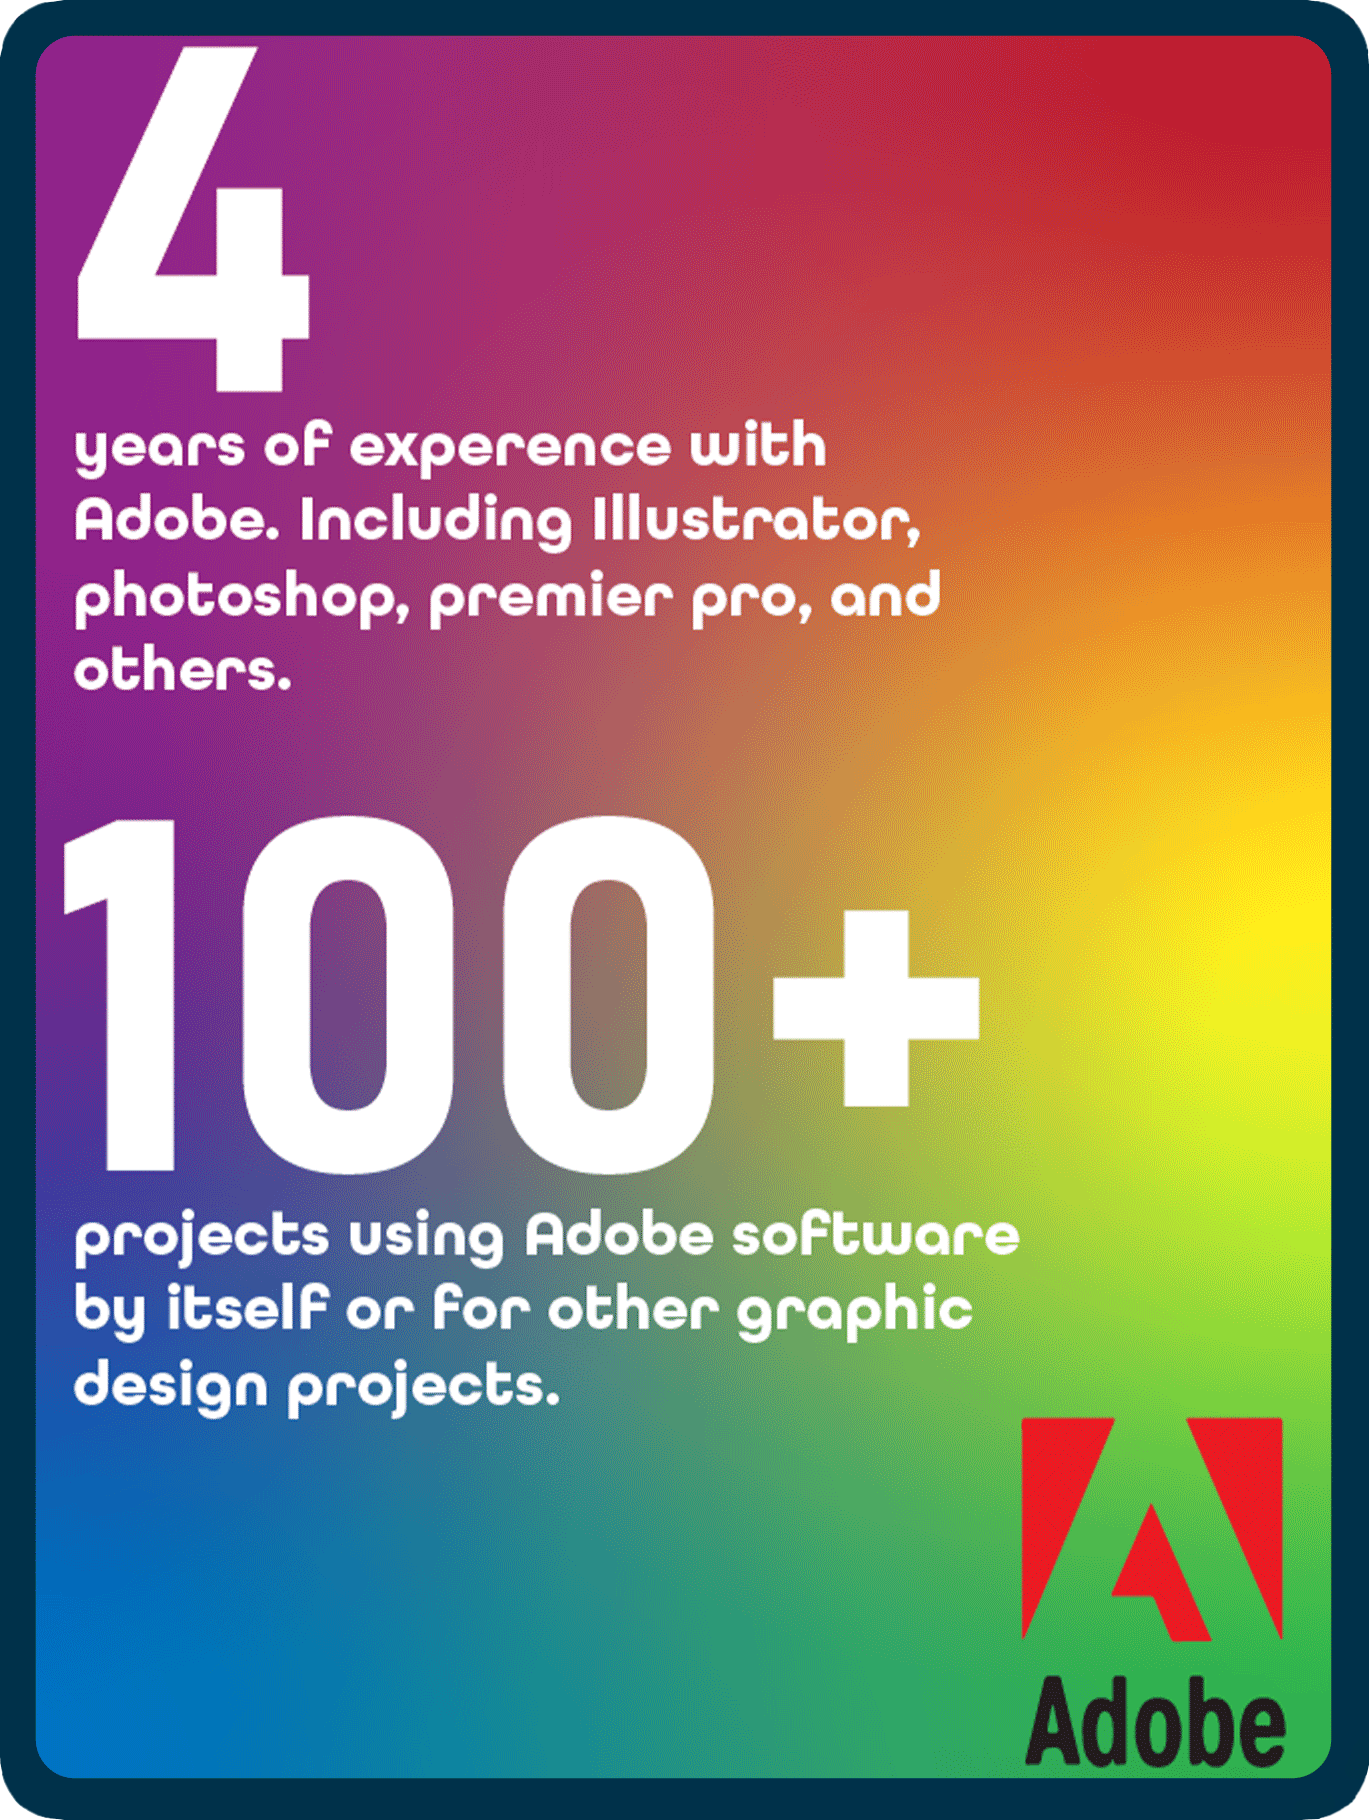 4
years of experence with
Adobe. Including Illustrator,
photoshop, premier pro, and
others.
100+
projects using Adobe software
by itself or for other graphic
design projects.
Adobe